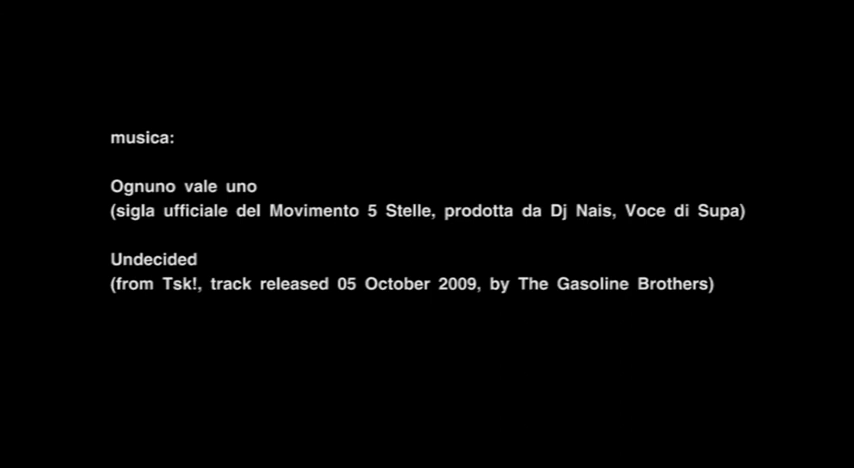 musica:
Ognuno vale uno
(sigla ufficiale del Movimento 5 Stelle, prodotta da Dj Nais, Voce di Supa)
Undecided
(from Tsk!, track released 05 October 2009, by The Gasoline Brothers)